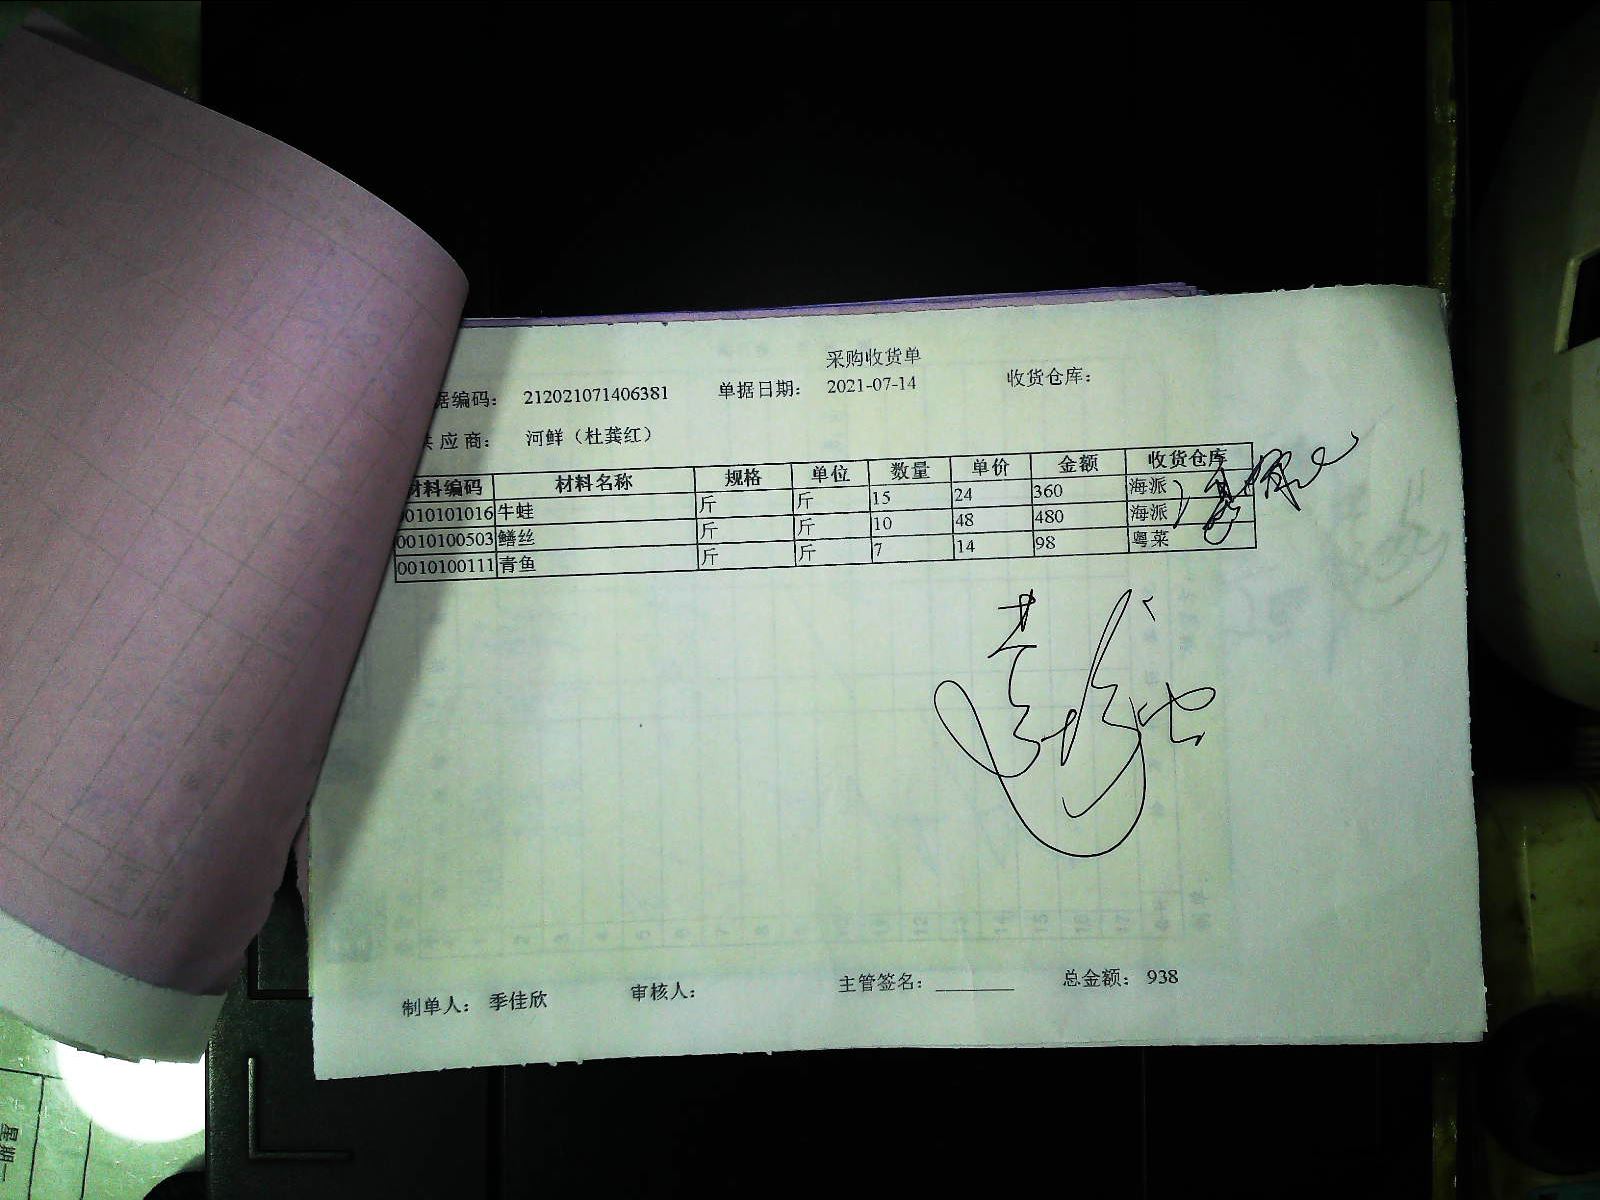 采购收货单
据编码： 212021071406381 单据日期： 2021-07-14 收货仓库：
供应商： 河鲜（杜龚红）
材料编码 材料名称 规格 单位 数量 单价 金额 收货仓库
0010101016 牛蛙 斤 斤 15 24 360 海派
0010100503 鳝丝 斤 斤 10 48 480 海派
0010100111 青鱼 斤 斤 7 14 98 粤菜
制单人： 季佳欣 审核人： 主管签名：________ 总金额： 938
星期一